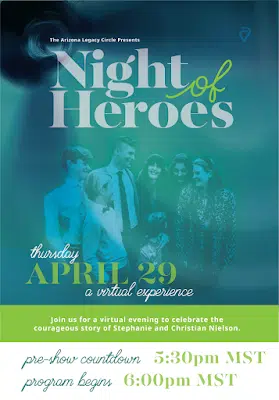 The Arizona Legacy Circle Presents
Night of
Heroes
thursday
APRIL 29
a virtual experience
Join us for a virtual evening to celebrate the
courageous story of Stephanie and Christian Nielson.
pre-show countdown 5:30pm MST
program begins 6:00pm MST